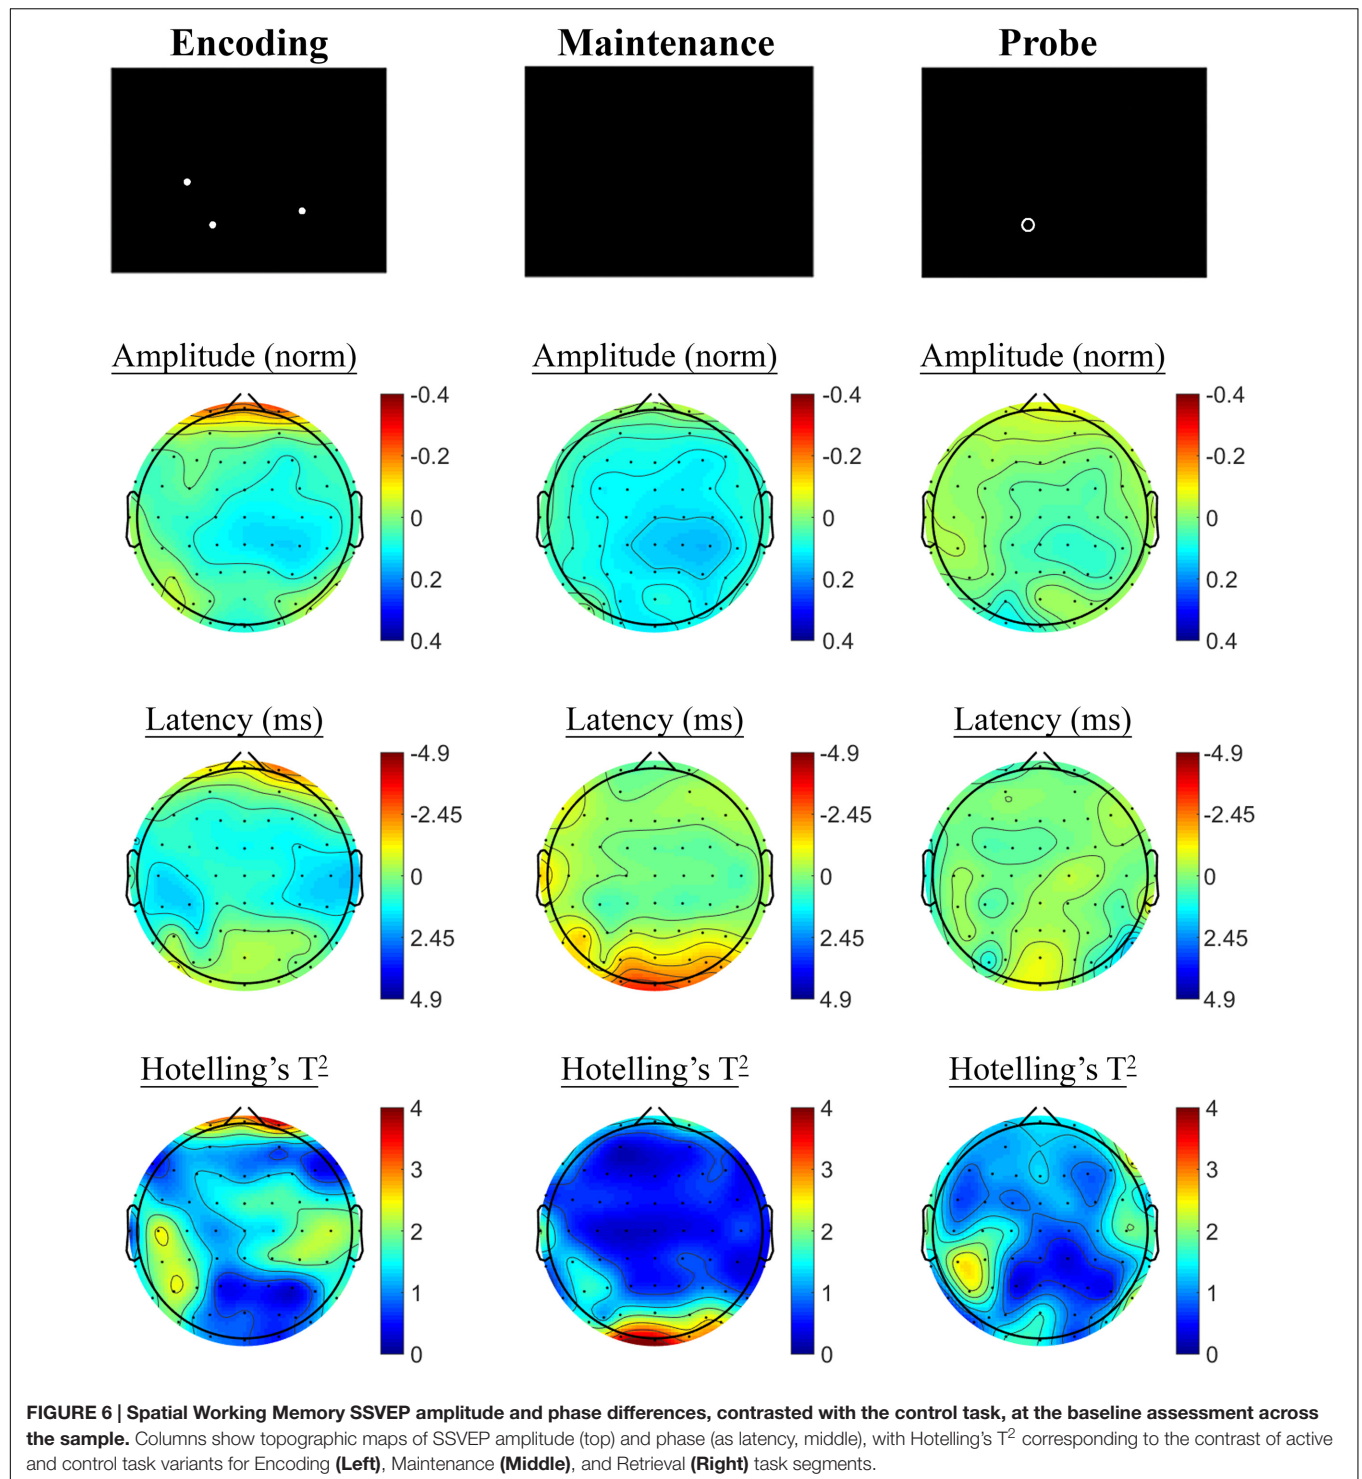 Encoding Maintenance Probe
Amplitude (norm) Amplitude (norm) Amplitude (norm)
-0.4 -0.4 -0.4
-0.2 -0.2 -0.2
0 0 0
0.2 0.2 0.2
0.4 0.4 0.4
Latency (ms) Latency (ms) Latency (ms)
-4.9 -4.9 -4.9
-2.45 -2.45 -2.45
0 0 0
2.45 2.45 2.45
4.9 4.9 4.9
Hotelling's T² Hotelling's T² Hotelling's T²
4 4 4
3 3 3
2 2 2
1 1 1
0 0 0
FIGURE 6 | Spatial Working Memory SSVEP amplitude and phase differences, contrasted with the control task, at the baseline assessment across
the sample. Columns show topographic maps of SSVEP amplitude (top) and phase (as latency, middle), with Hotelling's T² corresponding to the contrast of active
and control task variants for Encoding (Left), Maintenance (Middle), and Retrieval (Right) task segments.